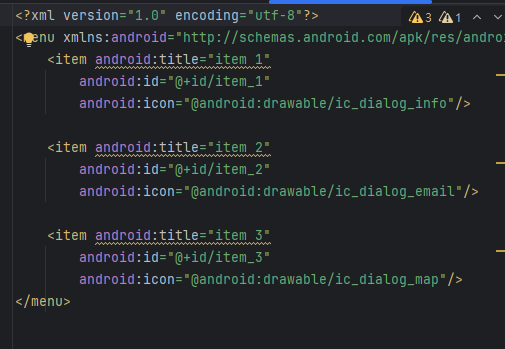 <?xml version="1.0" encoding="utf-8"?>
3 1
<menu xmlns:android="http://schemas.android.com/apk/res/andro
<item android:title="item 1"
android:id="@+id/item_1"
android:icon="@android:drawable/ic_dialog_info"/>
<item android:title="item 2"
android:id="@+id/item_2"
android:icon="@android:drawable/ic_dialog_email"/>
<item android:title="item 3"
android:id="@+id/item_3"
android:icon="@android:drawable/ic_dialog_map"/>
</menu>